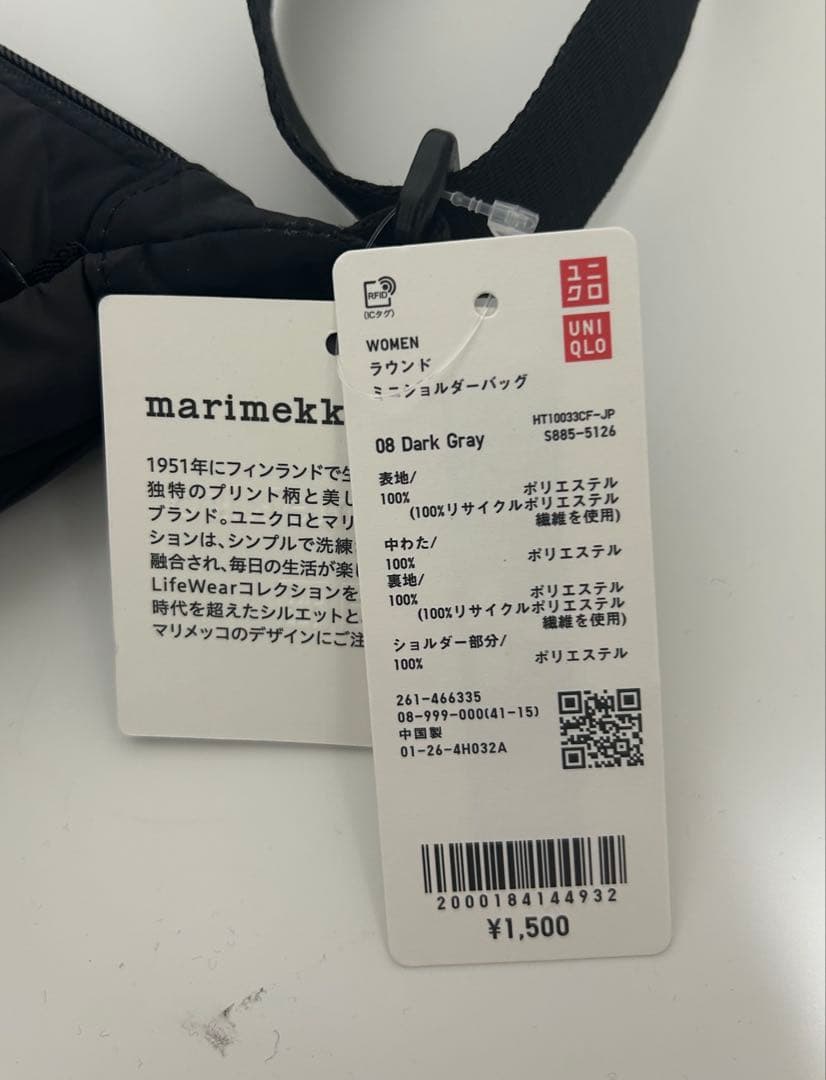 marimekk
1951年にフィンランドで
独特のプリント柄と美
ブランド。ユニクロとマリ
ションは、シンプルで洗練
融合され、毎日の生活が楽
LifeWearコレクションを
時代を超えたシルエットと
マリメッコのデザインにご注
RFID
(ICタグ)
ユニ
クロ
UNI
QLO
WOMEN
ラウンド
ミニショルダーバッグ
HT10033CF-JP
08 Dark Gray
S885-5126
表地/
100% ポリエステル
(100%リサイクルポリエステル
繊維を使用)
中わた/
100% ポリエステル
裏地/
100% ポリエステル
(100%リサイクルポリエステル
繊維を使用)
ショルダー部分/
100% ポリエステル
261-466335
08-999-000(41-15)
中国製
01-26-4H032A
2000184144932
¥1,500